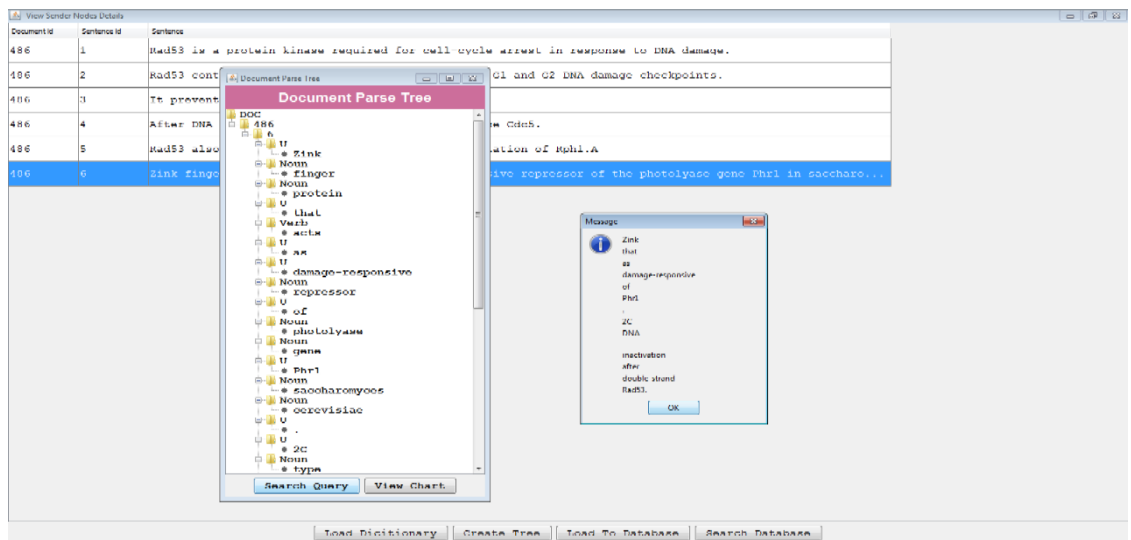 View Sender Nodes Details
Document Id Sentence Id Sentence
486 1 Rad53 is a protein kinase required for cell-cycle arrest in response to DNA damage.
486 2 Rad53 cont G1 and G2 DNA damage checkpoints.
486 3 It prevent
486 4 After DNA e Cdc5.
486 5 Rad53 also ation of Rph1.A
486 6 Zink finge ive repressor of the photolyase gene Phr1 in saccharo...
Document Parse Tree
Document Parse Tree
DOC
486
6
U
Zink
Noun
finger
Noun
protein
U
that
Verb
acts
U
as
U
damage-responsive
Noun
repressor
U
of
Noun
photolyase
Noun
gene
U
Phr1
Noun
saccharomyces
Noun
cerevisiae
U
.
U
2C
Noun
type
Search Query View Chart
Message
Zink
that
as
damage-responsive
of
Phr1
.
2C
DNA
inactivation
after
double strand
Rad53.
OK
Load Dicitionary Create Tree Load To Database Search Database